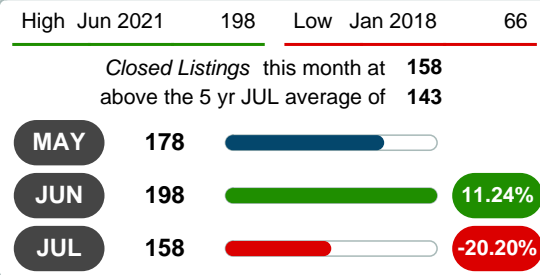 High Jun 2021 198 Low Jan 2018 66
Closed Listings this month at 158
above the 5 yr JUL average of 143
MAY 178
JUN 198 11.24%
JUL 158 -20.20%